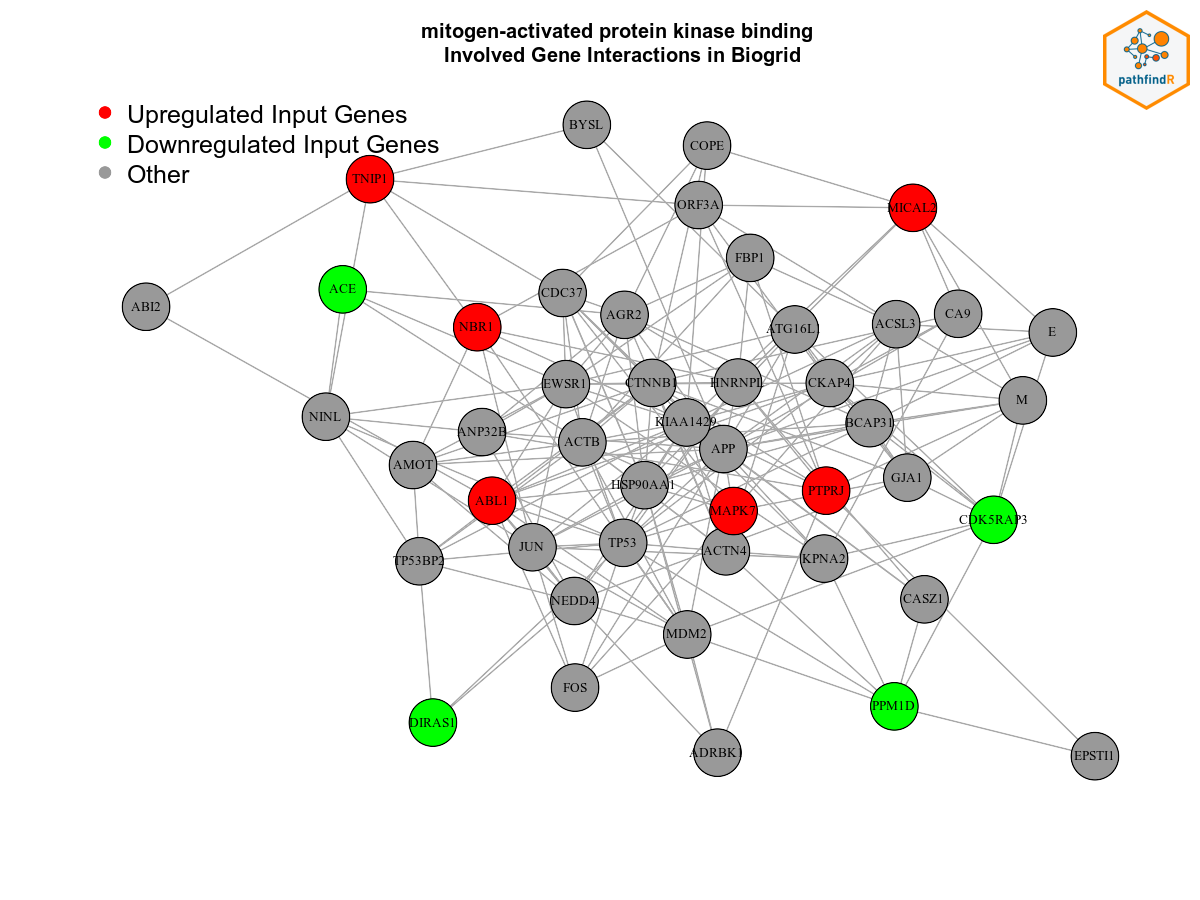 mitogen-activated protein kinase binding
Involved Gene Interactions in Biogrid
pathfindR
Upregulated Input Genes
Downregulated Input Genes
Other
BYSL
COPE
TNIP1
ORF3A
MICAL2
FBP1
ACE
CDC37
ABI2
AGR2
NBR1
ATG16L1
ACSL3
CA9
E
EWSR1
CTNNB1
HNRNPL
CKAP4
M
NINL
ANP32B
ACTB
KIAA1429
BCAP31
APP
AMOT
HSP90AA1
GJA1
ABL1
MAPK7
PTPRJ
CDK5RAP3
JUN
TP53
ACTN4
KPNA2
TP53BP2
NEDD4
CASZ1
MDM2
FOS
PPM1D
DIRAS1
ADRBK1
EPSTI1